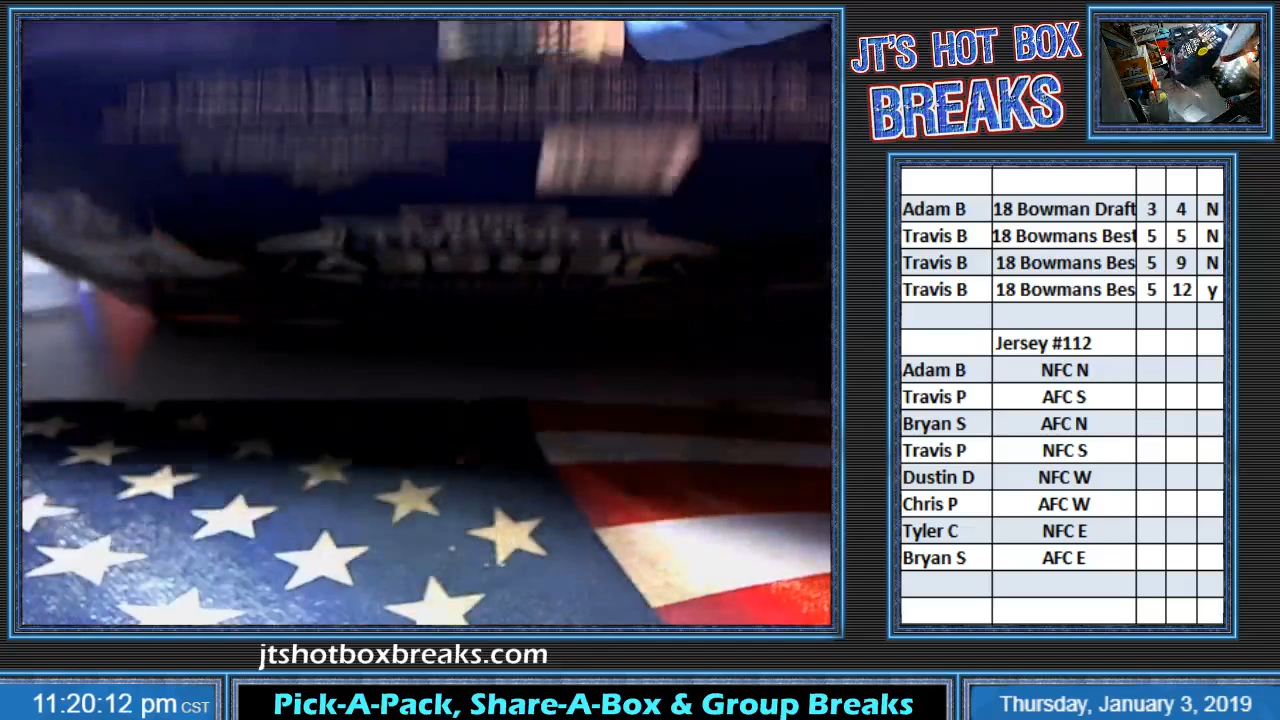 JT'S HOT BOX
BREAKS
Adam B 18 Bowman Draft 3 4 N
Travis B 18 Bowmans Best 5 5 N
Travis B 18 Bowmans Bes 5 9 N
Travis B 18 Bowmans Bes 5 12 y
Jersey #112
Adam B NFC N
Travis P AFC S
Bryan S AFC N
Travis P NFC S
Dustin D NFC W
Chris P AFC W
Tyler C NFC E
Bryan S AFC E
jtshotboxbreaks.com
11:20:12 pm CST
Pick-A-Pack, Share-A-Box & Group Breaks
Thursday, January 3, 2019